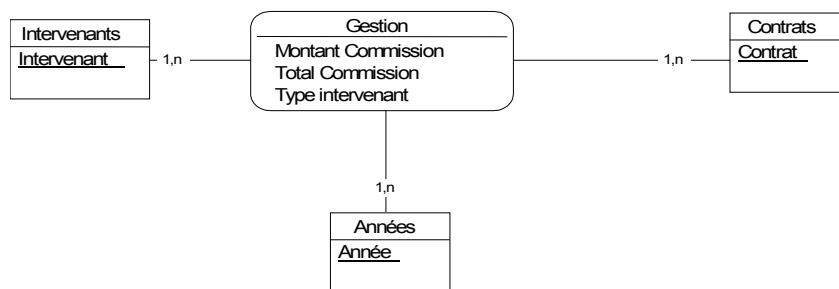 Intervenants
Intervenant
1,n
Gestion
Montant Commission
Total Commission
Type intervenant
1,n
Contrats
Contrat
1,n
Années
Année